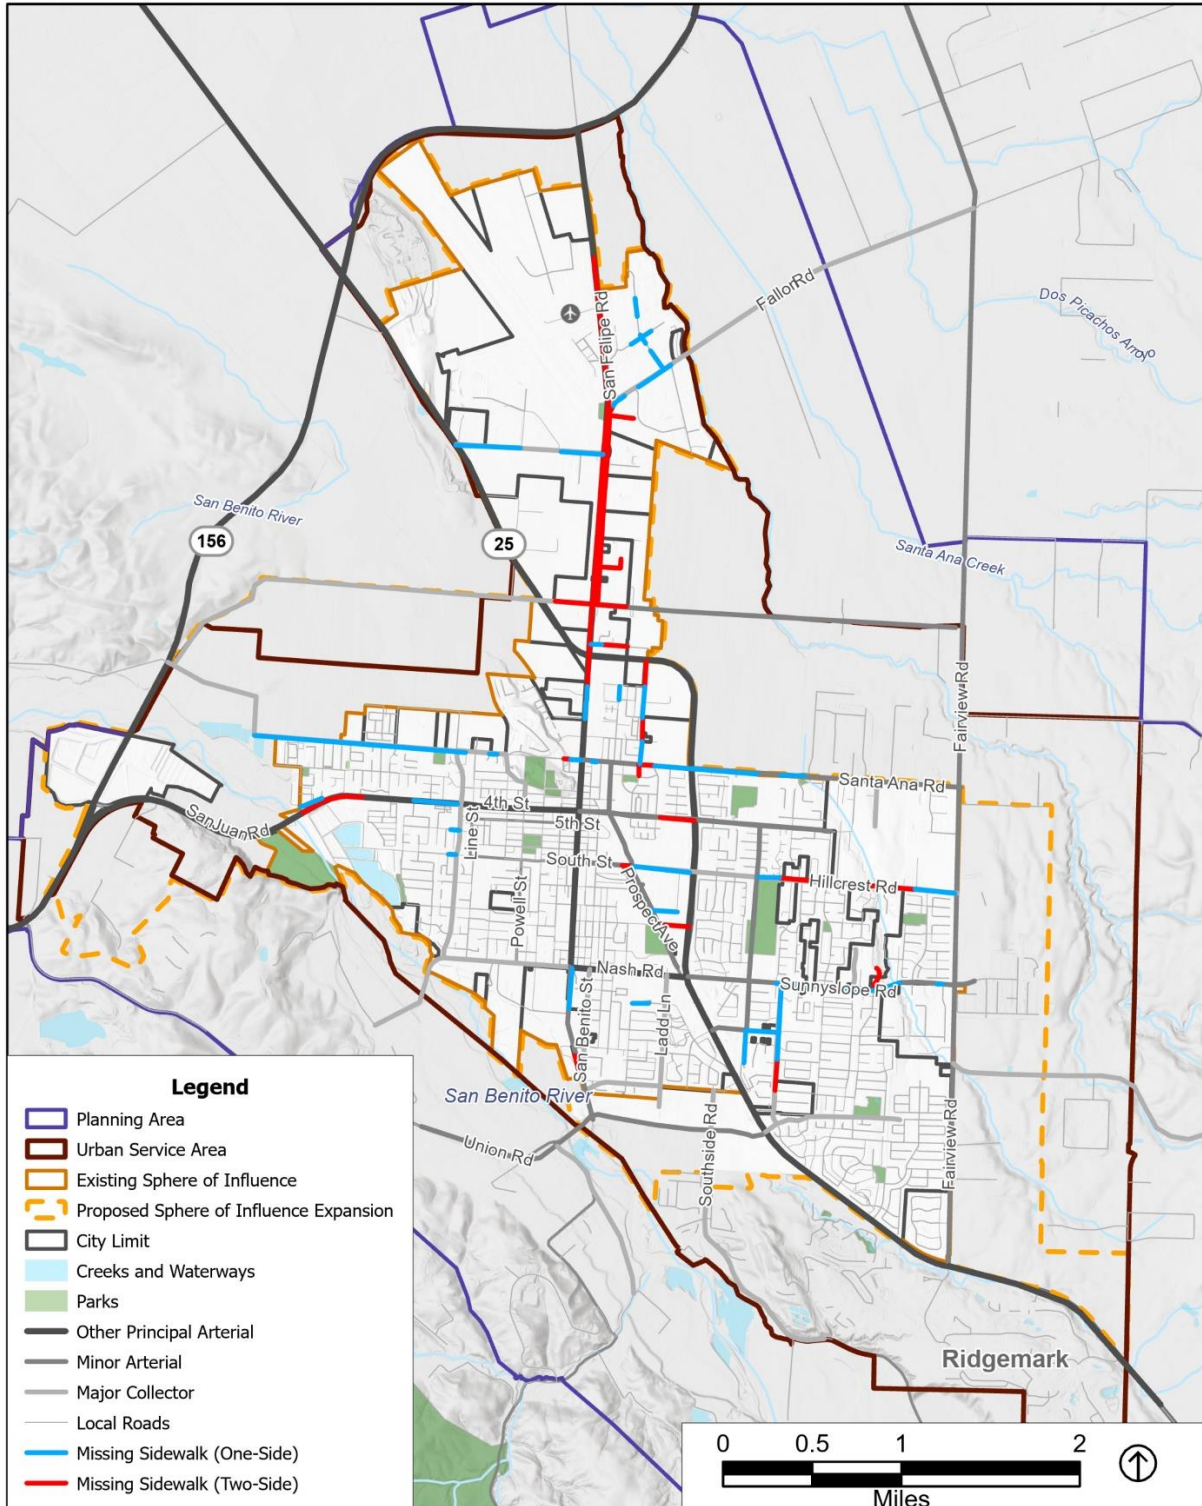 San Felipe Rd
Fallor Rd
Dos Picachos Arroyo
San Benito River
156
25
Santa Ana Creek
Fairview Rd
Santa Ana Rd
4th St
San Juan Rd
5th St
Line St
South St
Hillcrest Rd
Powell St
Prospect Ave
Nash Rd
Sunnyslope Rd
San Benito St
Ladd Ln
San Benito River
Union Rd
Southside Rd
Fairview Rd
Ridgemark
Legend
Planning Area
Urban Service Area
Existing Sphere of Influence
Proposed Sphere of Influence Expansion
City Limit
Creeks and Waterways
Parks
Other Principal Arterial
Minor Arterial
Major Collector
Local Roads
Missing Sidewalk (One-Side)
Missing Sidewalk (Two-Side)
0 0.5 1 2
Miles